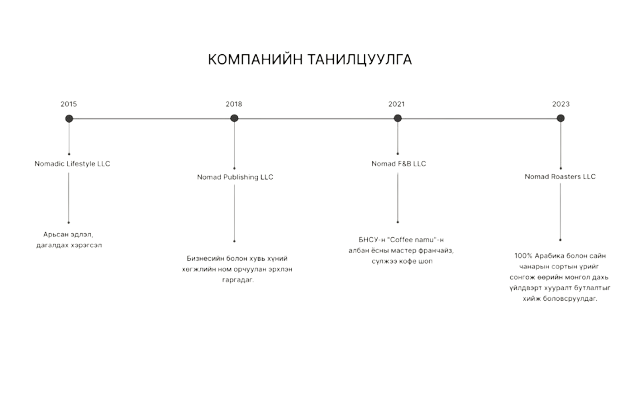 КОМПАНИЙН ТАНИЛЦУУЛГА
2015
2018
2021
2023
Nomadic Lifestyle LLC
Nomad Publishing LLC
Nomad F&B LLC
Nomad Roasters LLC
Арьсан эдлэл,
дагалдах хэрэгсэл
Бизнесийн болон хувь хүний
хөгжлийн ном орчуулан эрхлэн
гаргадаг.
БНСУ-н "Coffee namu"-н
албан ёсны мастер франчайз,
сүлжээ кофе шоп
100% Арабика болон сайн
чанарын сортын үрийг
сонгож өөрийн монгол дахь
үйлдвэрт хууралт бутлалтыг
хийж боловсруулдаг.